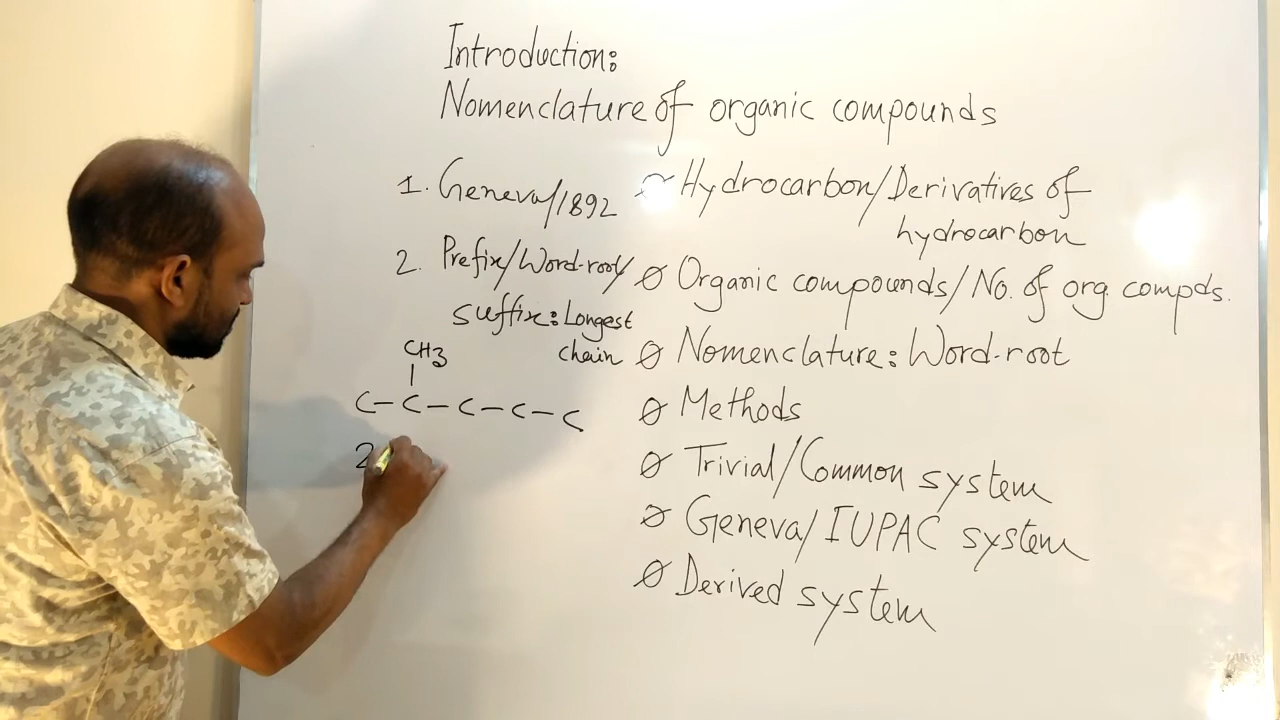 Introduction:
Nomenclature of organic compounds
1. Geneva/1892
2. Prefix/Word-root/
suffix: Longest
chain
CH3
|
C-C-C-C-C
2
Hydrocarbon/Derivatives of
hydrocarbon
Ø Organic compounds/No. of org. compds.
Ø Nomenclature: Word-root
Ø Methods
Ø Trivial/Common system
Ø Geneva/IUPAC system
Ø Derived system